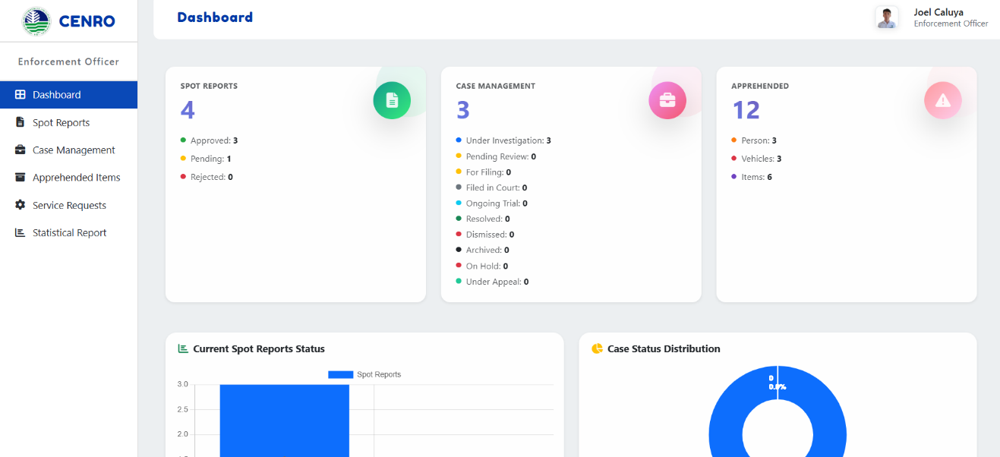 CENRO
Enforcement Officer
Dashboard
Spot Reports
Case Management
Apprehended Items
Service Requests
Statistical Report
Dashboard
Joel Caluya
Enforcement Officer
SPOT REPORTS
4
Approved: 3
Pending: 1
Rejected: 0
CASE MANAGEMENT
3
Under Investigation: 3
Pending Review: 0
For Filing: 0
Filed in Court: 0
Ongoing Trial: 0
Resolved: 0
Dismissed: 0
Archived: 0
On Hold: 0
Under Appeal: 0
APPREHENDED
12
Person: 3
Vehicles: 3
Items: 6
Current Spot Reports Status
Spot Reports
3.0
2.5
2.0
Case Status Distribution
0
0.0%